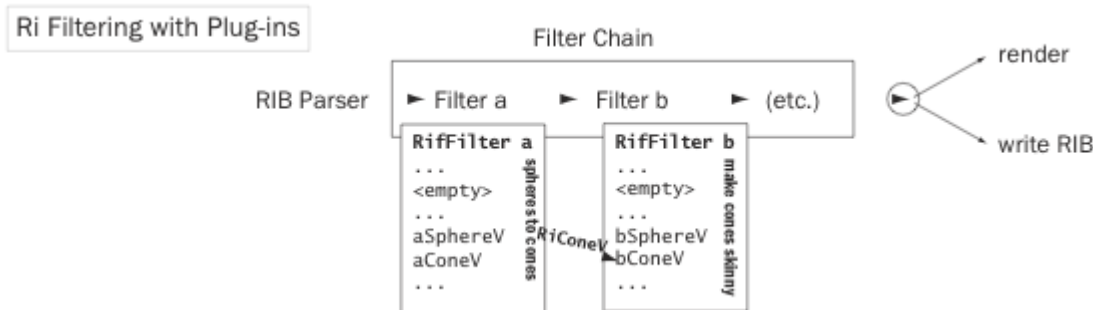 Ri Filtering with Plug-ins
Filter Chain
render
RIB Parser
► Filter a
► Filter b
► (etc.)
►
write RIB
RifFilter a
...
<empty>
...
aSphereV
aConeV
...
spheres to cones
RiConeV
RifFilter b
...
<empty>
...
bSphereV
bConeV
...
make cones skinny